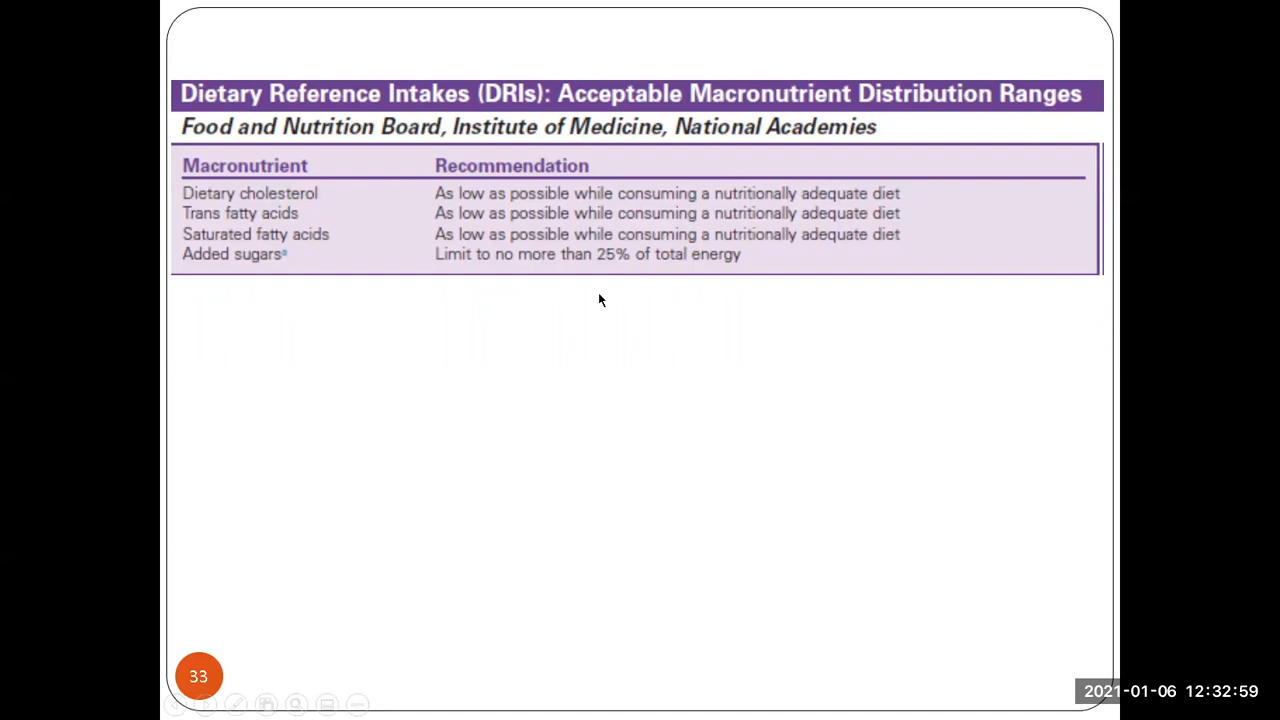 Dietary Reference Intakes (DRIs): Acceptable Macronutrient Distribution Ranges
Food and Nutrition Board, Institute of Medicine, National Academies
Macronutrient Recommendation
Dietary cholesterol As low as possible while consuming a nutritionally adequate diet
Trans fatty acids As low as possible while consuming a nutritionally adequate diet
Saturated fatty acids As low as possible while consuming a nutritionally adequate diet
Added sugarsᵃ Limit to no more than 25% of total energy
33
2021-01-06 12:32:59